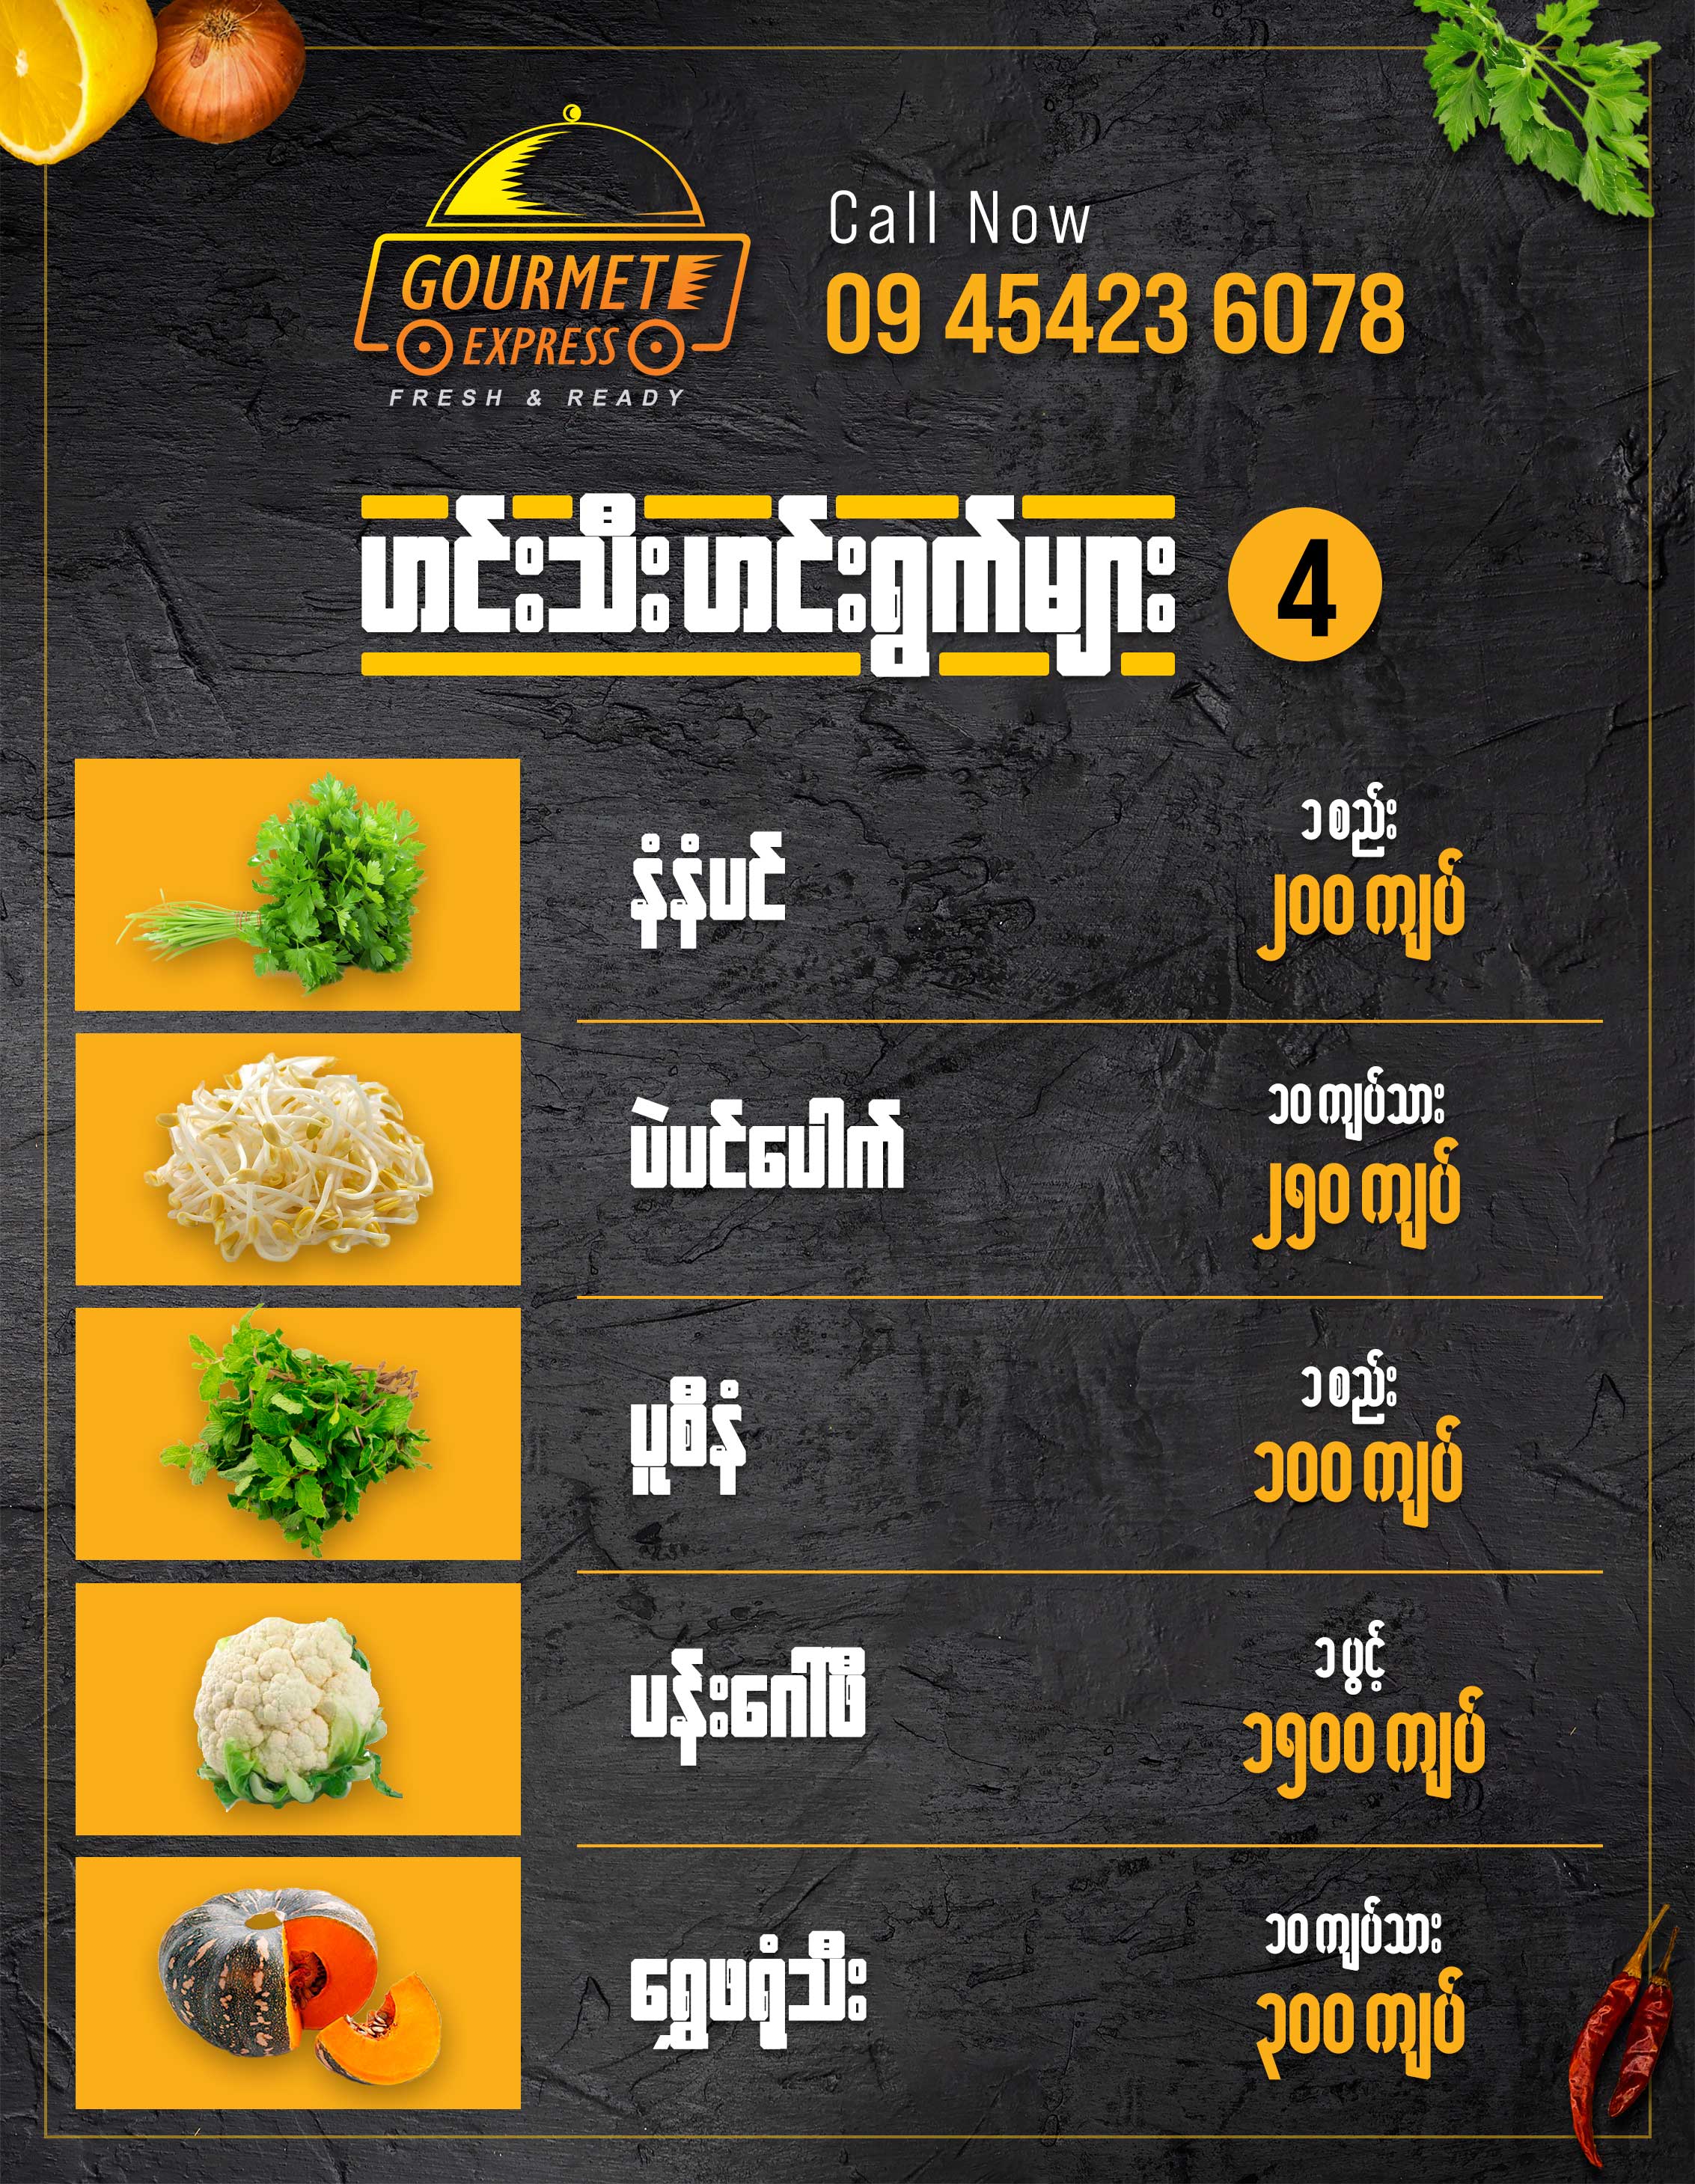 GOURMET
EXPRESS
FRESH & READY
Call Now
09 45423 6078
ဟင်းသီးဟင်းရွက်များ 4
နံနံပင်
၁ စည်း
၂၀၀ ကျပ်
ပဲပင်ပေါက်
၁၀ ကျပ်သား
၂၅၀ ကျပ်
ပူစီနံ
၁ စည်း
၁၀၀ ကျပ်
ပန်းဂေါ်ဖီ
၁ ပွင့်
၁၅၀၀ ကျပ်
ရွှေဖရုံသီး
၁၀ ကျပ်သား
၃၀၀ ကျပ်